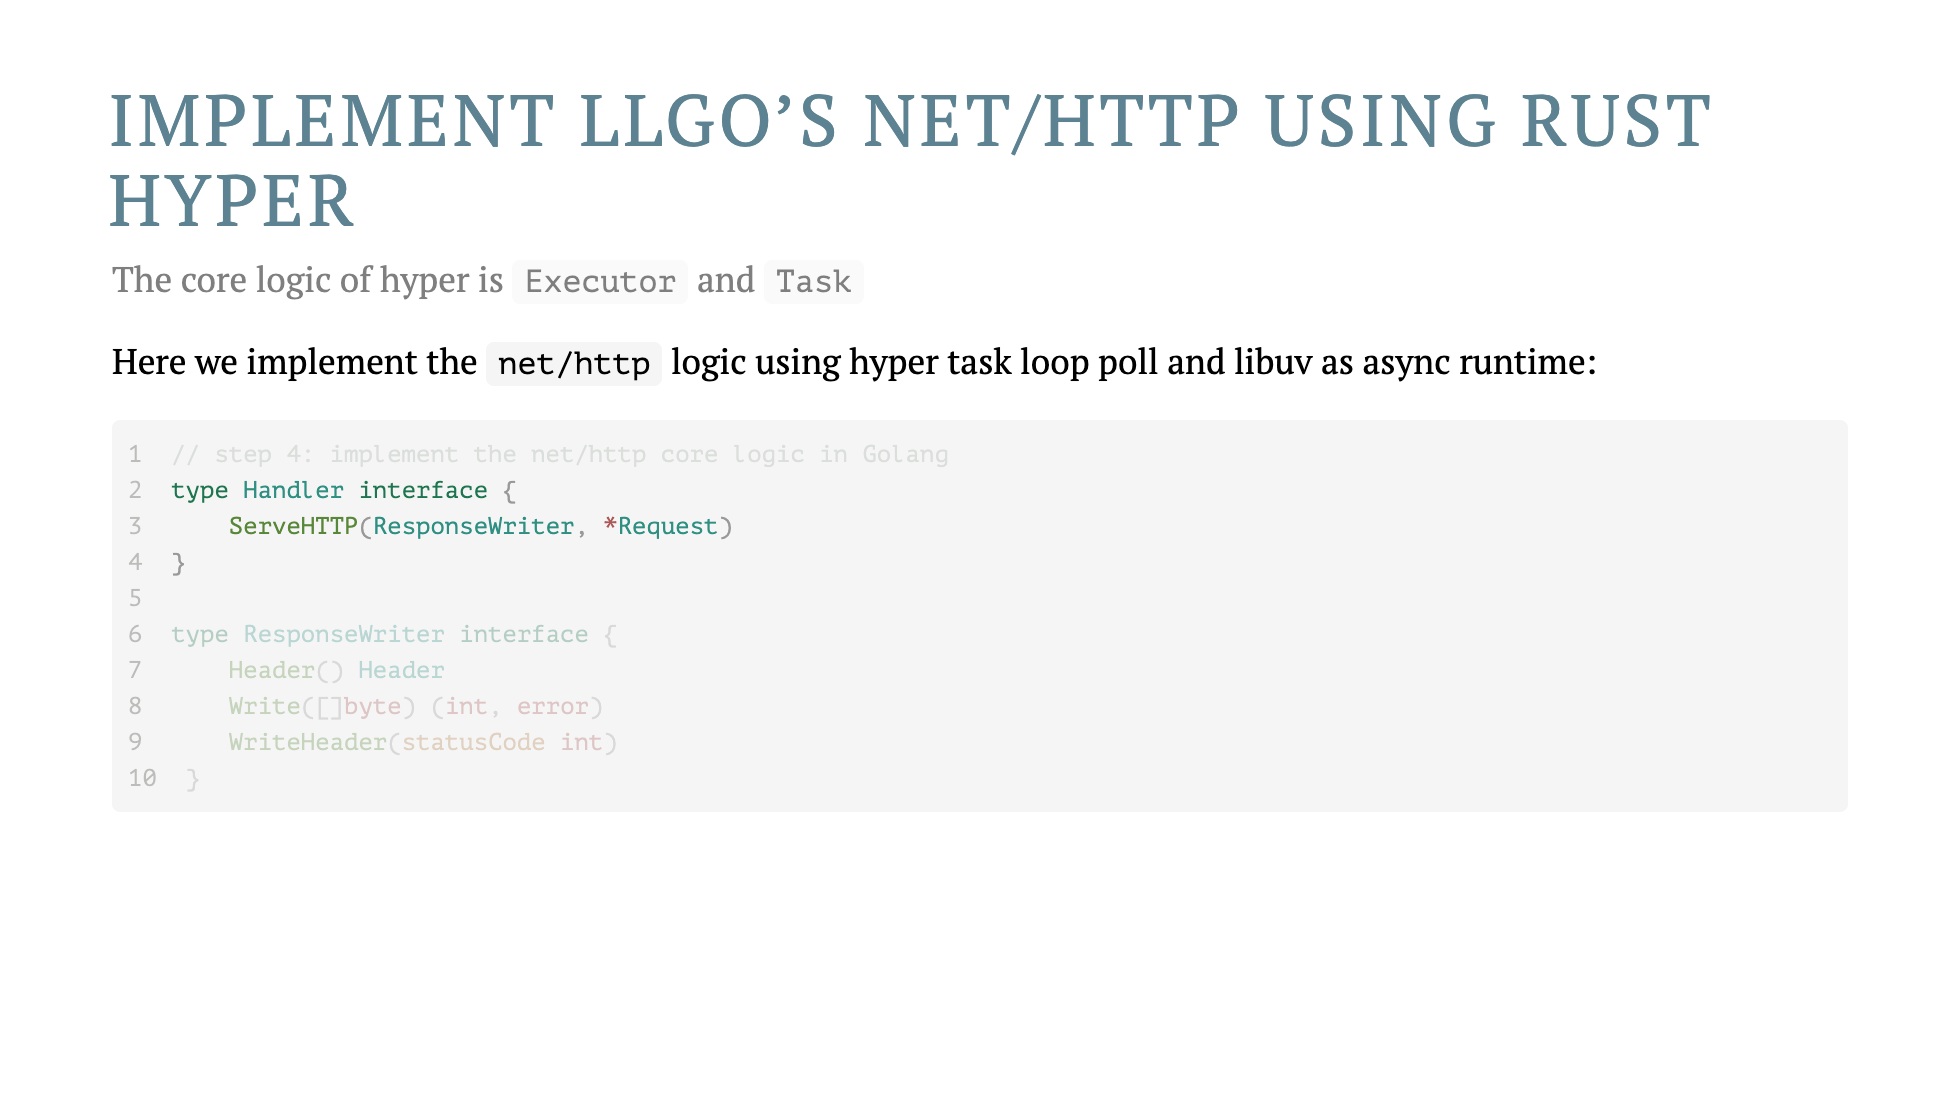 IMPLEMENT LLGO’S NET/HTTP USING RUST
HYPER
The core logic of hyper is Executor and Task
Here we implement the net/http logic using hyper task loop poll and libuv as async runtime:
1  // step 4: implement the net/http core logic in Golang
2  type Handler interface {
3      ServeHTTP(ResponseWriter, *Request)
4  }
5
6  type ResponseWriter interface {
7      Header() Header
8      Write([]byte) (int, error)
9      WriteHeader(statusCode int)
10  }